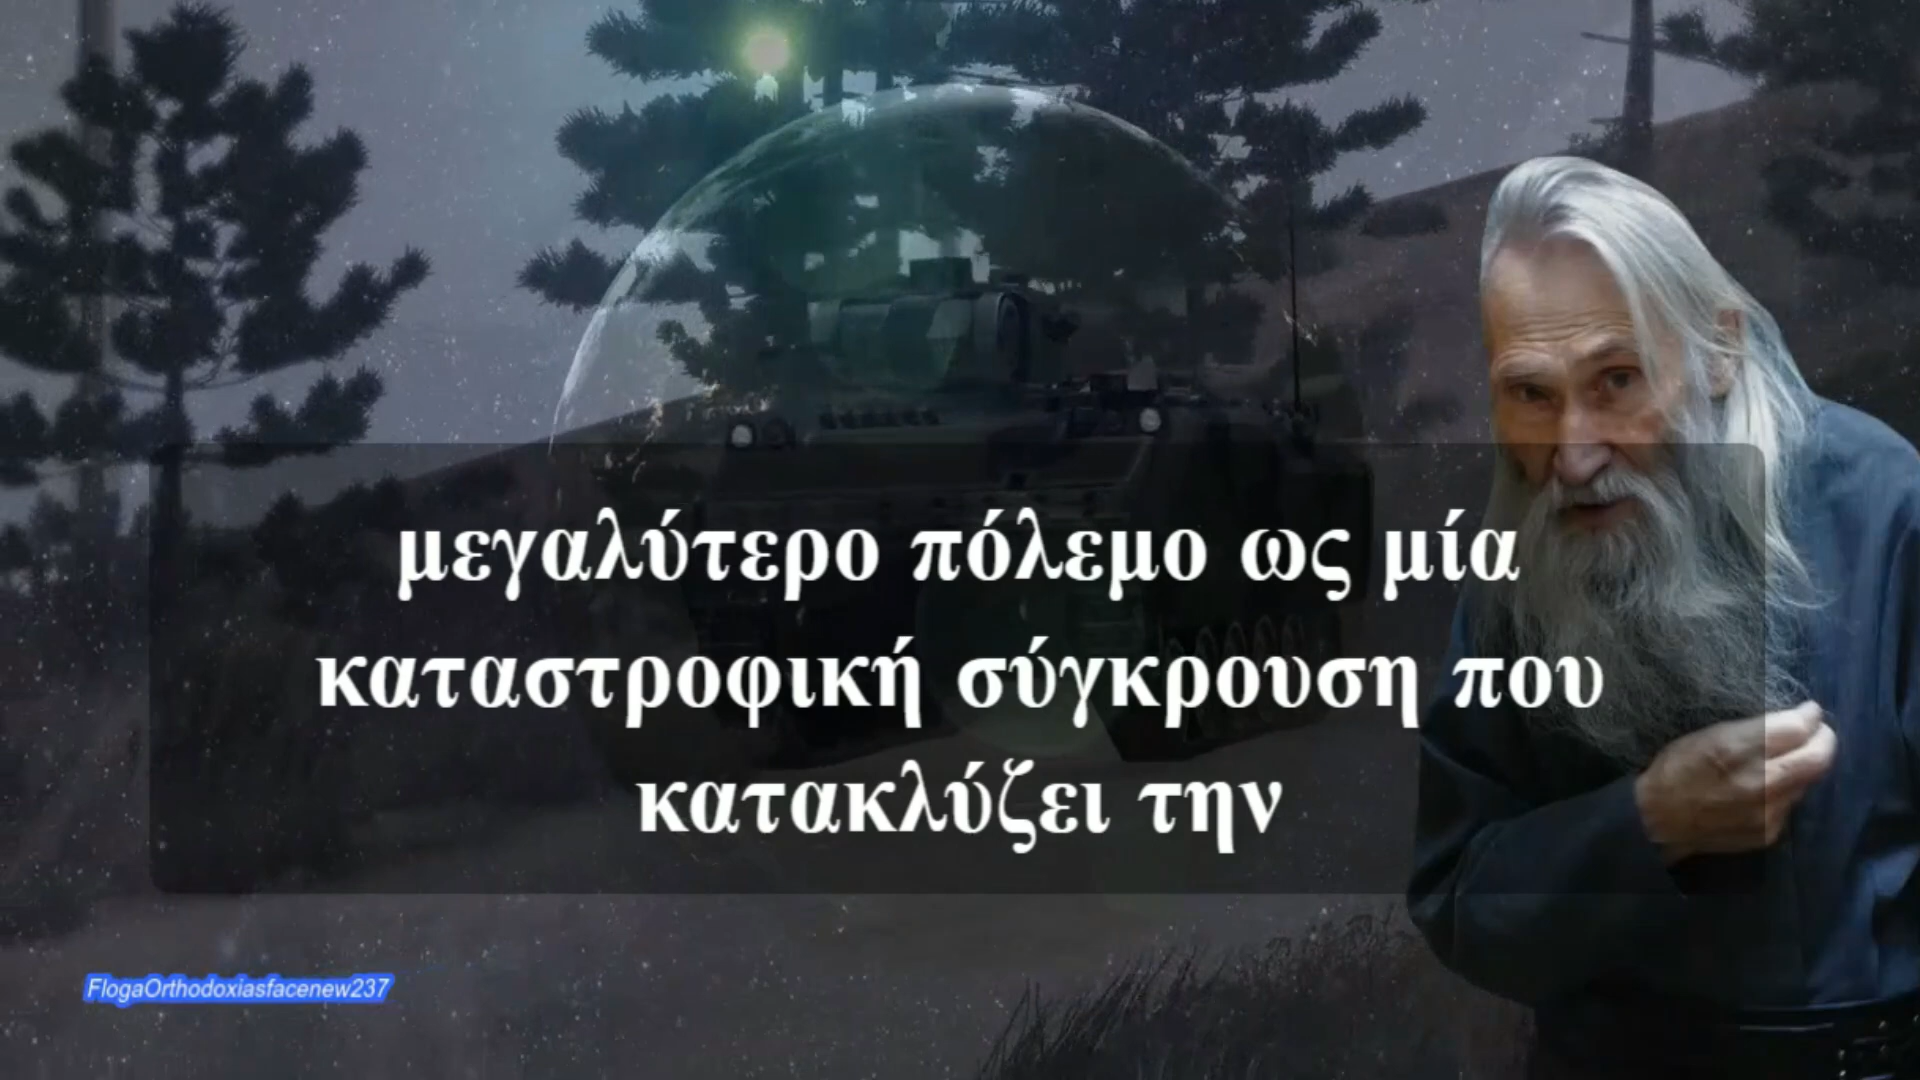 μεγαλύτερο πόλεμο ως μία
καταστροφική σύγκρουση που
κατακλύζει την
FlogaOrthodoxiasfacenew237